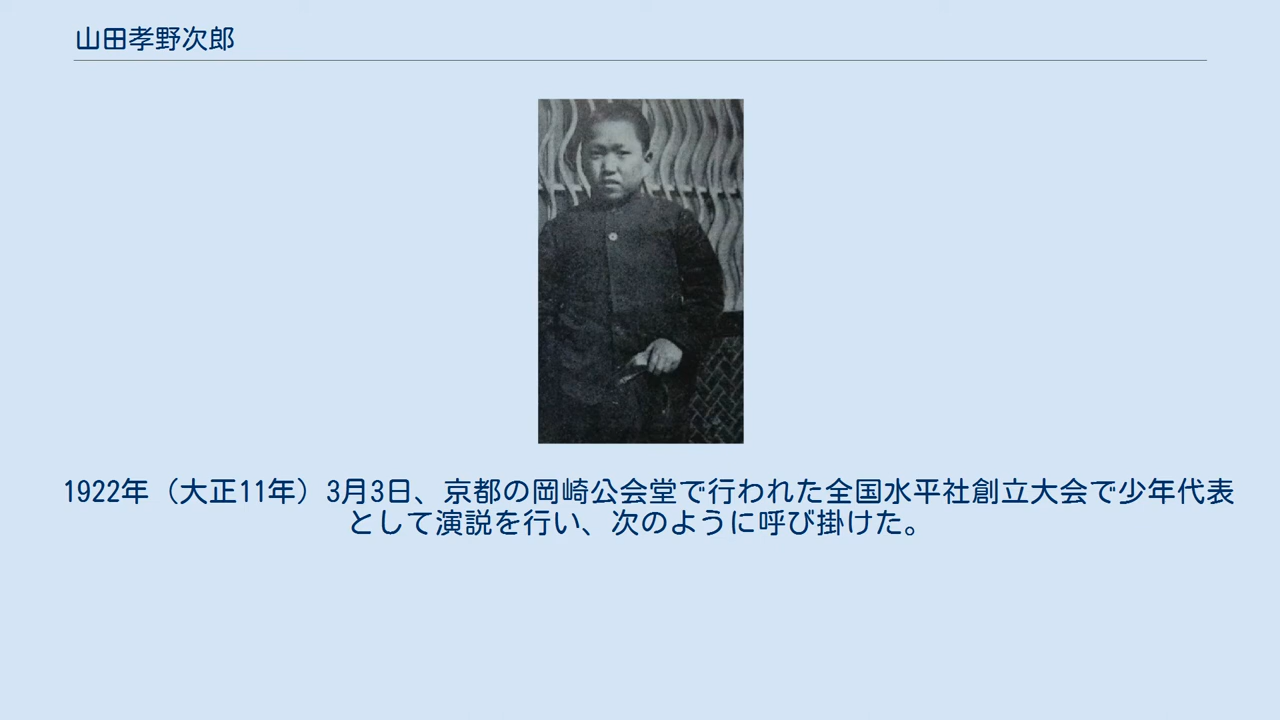 山田孝野次郎
1922年（大正11年）3月3日、京都の岡崎公会堂で行われた全国水平社創立大会で少年代表
として演説を行い、次のように呼び掛けた。